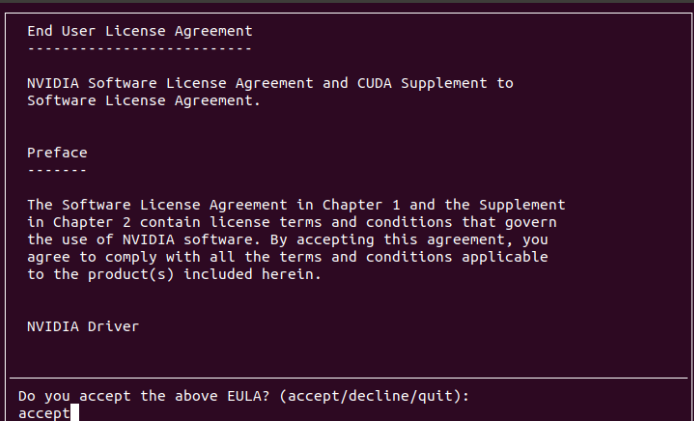 End User License Agreement
--------------------------
NVIDIA Software License Agreement and CUDA Supplement to
Software License Agreement.
Preface
-------
The Software License Agreement in Chapter 1 and the Supplement
in Chapter 2 contain license terms and conditions that govern
the use of NVIDIA software. By accepting this agreement, you
agree to comply with all the terms and conditions applicable
to the product(s) included herein.
NVIDIA Driver
Do you accept the above EULA? (accept/decline/quit):
accept